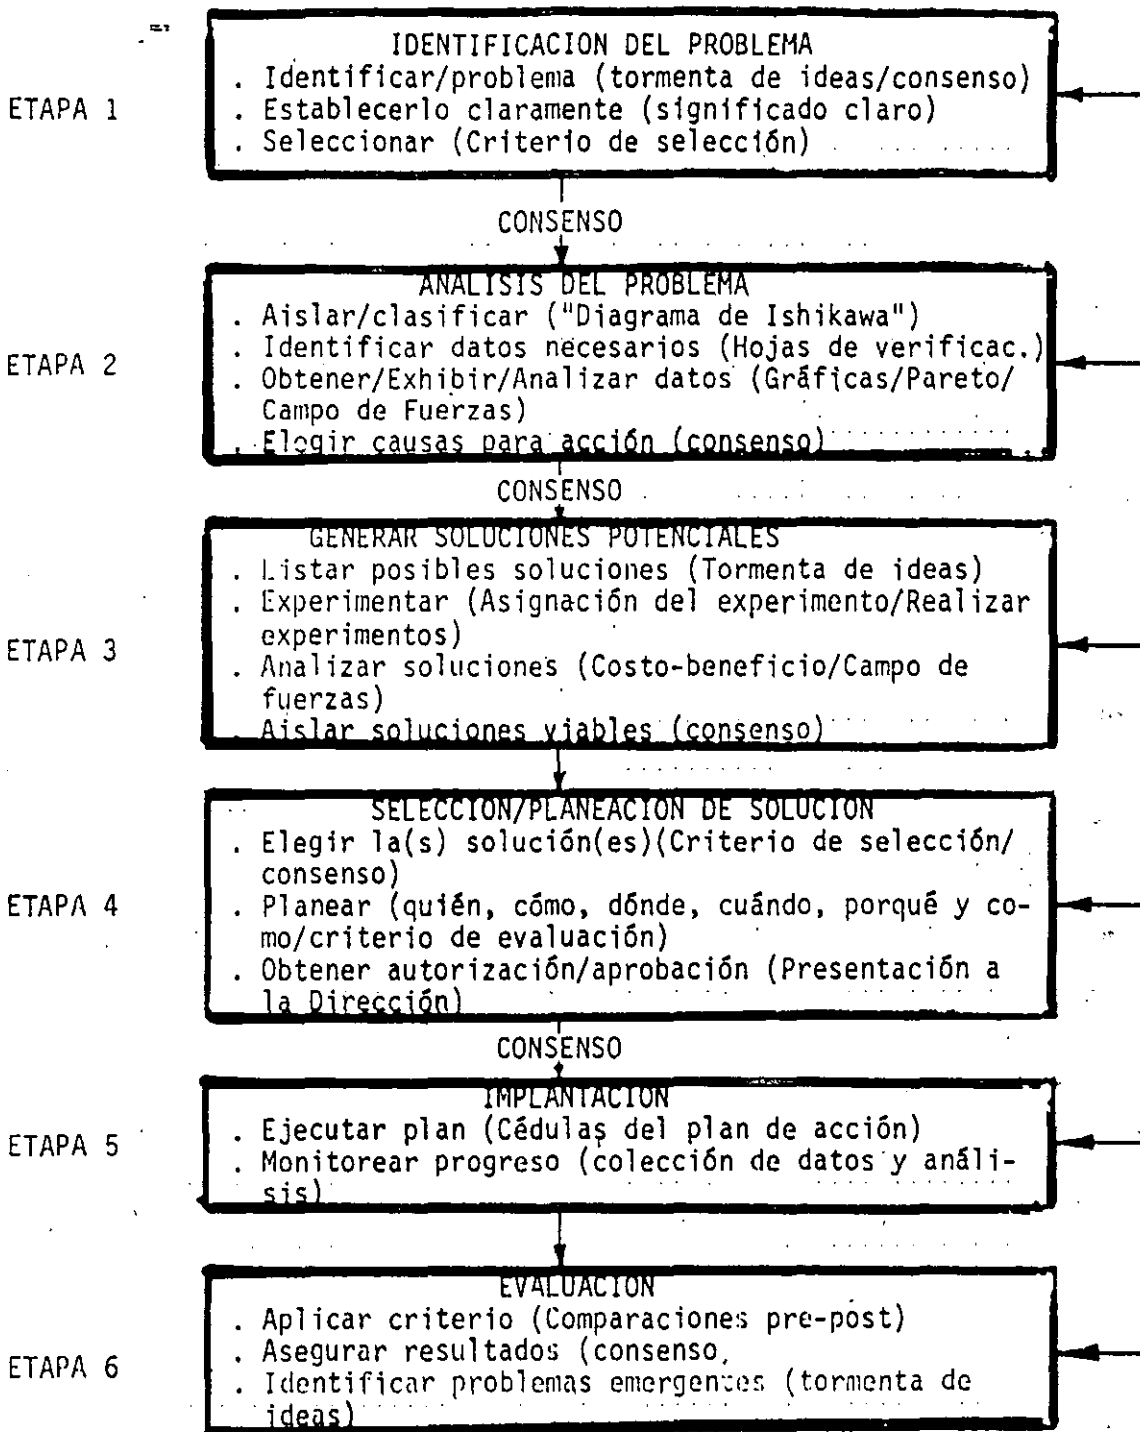 IDENTIFICACION DEL PROBLEMA
. Identificar/problema (tormenta de ideas/consenso)
ETAPA 1
. Establecerlo claramente (significado claro)
. Seleccionar (Criterio de selección)
CONSENSO
ANALISIS DEL PROBLEMA
. Aislar/clasificar ("Diagrama de Ishikawa")
. Identificar datos necesarios (Hojas de verificac.)
ETAPA 2
. Obtener/Exhibir/Analizar datos (Gráficas/Pareto/
Campo de Fuerzas)
. Elegir causas para acción (consenso)
CONSENSO
GENERAR SOLUCIONES POTENCIALES
. Listar posibles soluciones (Tormenta de ideas)
. Experimentar (Asignación del experimento/Realizar
experimentos)
ETAPA 3
. Analizar soluciones (Costo-beneficio/Campo de
fuerzas)
. Aislar soluciones viables (consenso)
SELECCION/PLANEACION DE SOLUCION
. Elegir la(s) solución(es)(Criterio de selección/
consenso)
ETAPA 4
. Planear (quién, cómo, dónde, cuándo, porqué y co-
mo/criterio de evaluación)
. Obtener autorización/aprobación (Presentación a
la Dirección)
CONSENSO
IMPLANTACION
. Ejecutar plan (Cédulas del plan de acción)
ETAPA 5
. Monitorear progreso (colección de datos y análi-
sis)
EVALUACION
. Aplicar criterio (Comparaciones pre-post)
. Asegurar resultados (consenso,
ETAPA 6
. Identificar problemas emergentes (tormenta de
ideas)